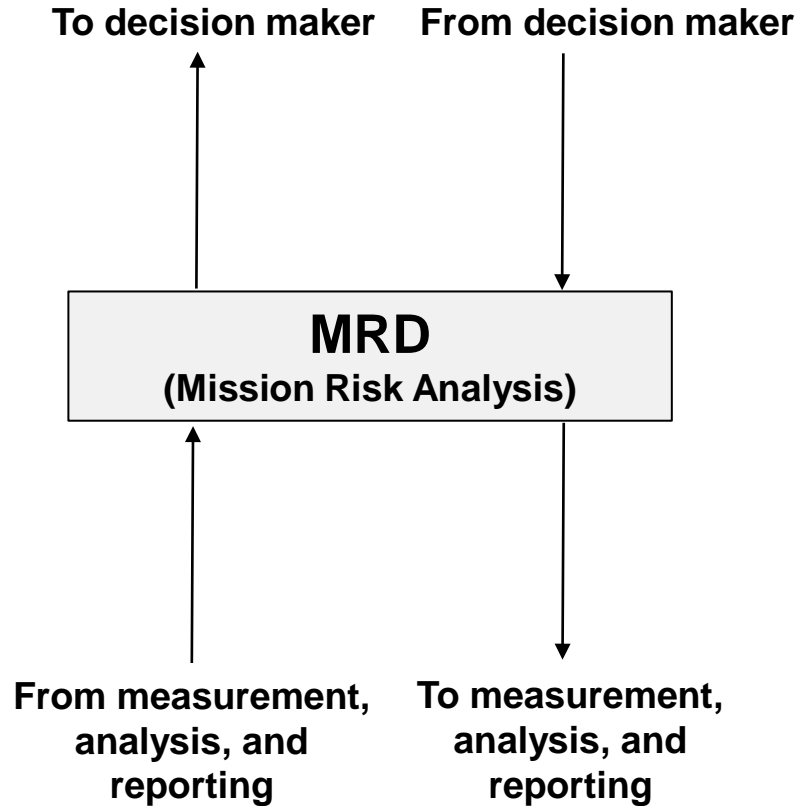 To decision maker
From decision maker
MRD
(Mission Risk Analysis)
From measurement,
analysis, and
reporting
To measurement,
analysis, and
reporting